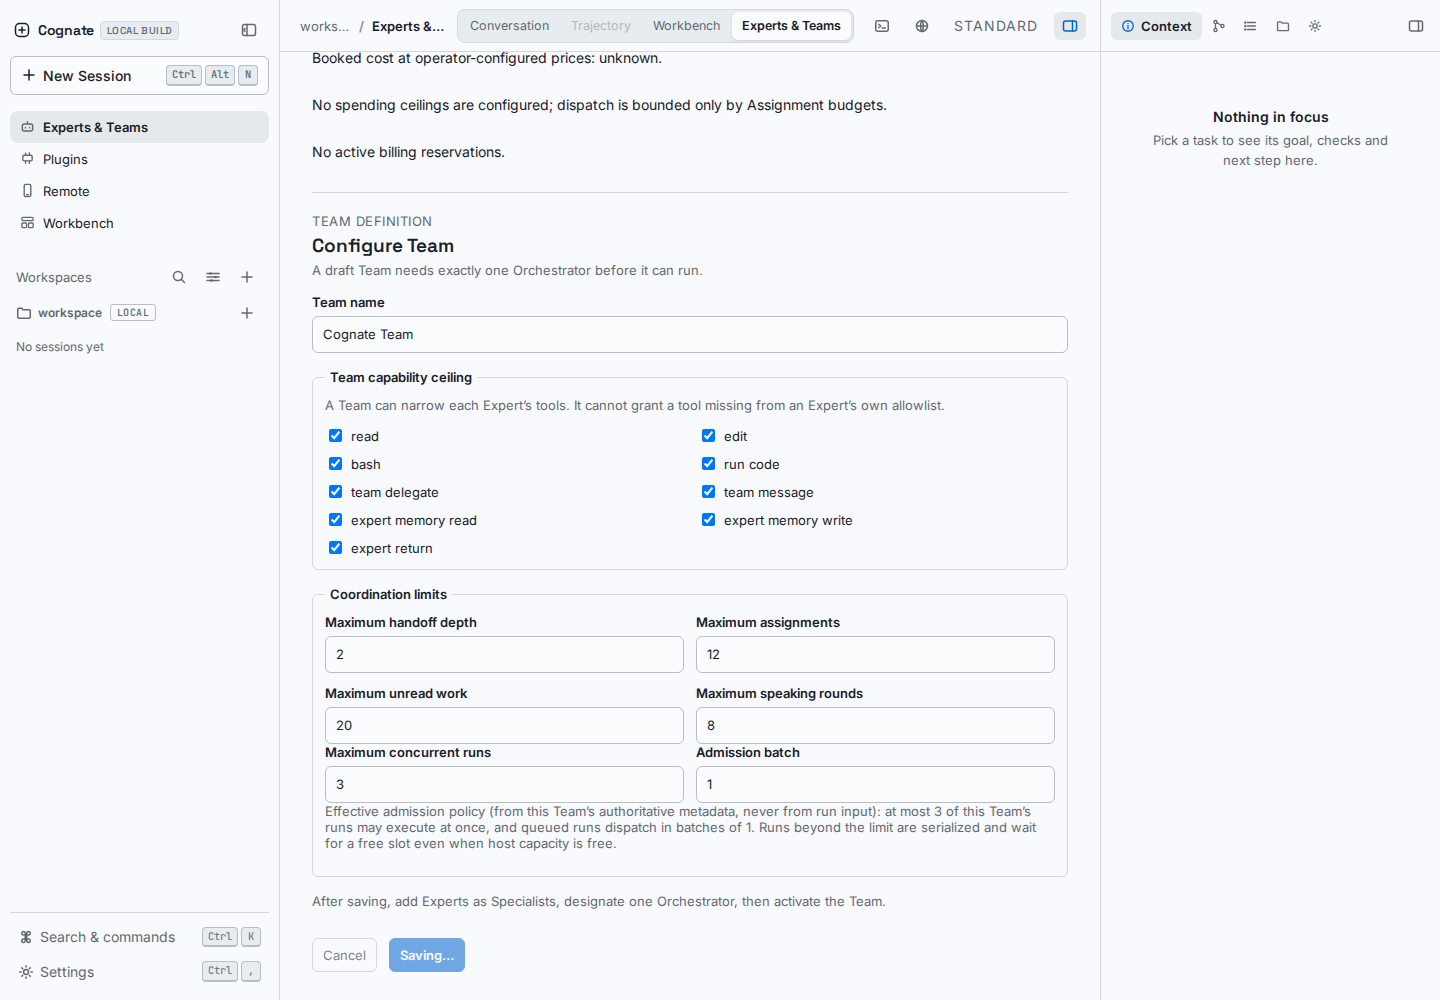 Cognate LOCAL BUILD
New Session Ctrl Alt N
Experts & Teams
Plugins
Remote
Workbench
Workspaces
workspace LOCAL
No sessions yet
Search & commands Ctrl K
Settings Ctrl ,
works... / Experts &... Conversation Trajectory Workbench Experts & Teams STANDARD
Booked cost at operator-configured prices: unknown.
No spending ceilings are configured; dispatch is bounded only by Assignment budgets.
No active billing reservations.
TEAM DEFINITION
Configure Team
A draft Team needs exactly one Orchestrator before it can run.
Team name
Cognate Team
Team capability ceiling
A Team can narrow each Expert's tools. It cannot grant a tool missing from an Expert's own allowlist.
read edit
bash run code
team delegate team message
expert memory read expert memory write
expert return
Coordination limits
Maximum handoff depth Maximum assignments
2 12
Maximum unread work Maximum speaking rounds
20 8
Maximum concurrent runs Admission batch
3 1
Effective admission policy (from this Team's authoritative metadata, never from run input): at most 3 of this Team's
runs may execute at once, and queued runs dispatch in batches of 1. Runs beyond the limit are serialized and wait
for a free slot even when host capacity is free.
After saving, add Experts as Specialists, designate one Orchestrator, then activate the Team.
Cancel Saving...
Context
Nothing in focus
Pick a task to see its goal, checks and
next step here.